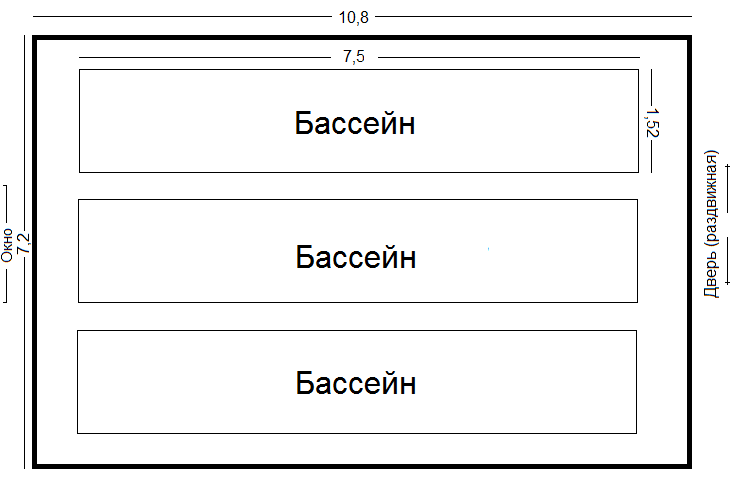 10,8
7,5
Бассейн
1,52
Дверь (раздвижная)
Окно
7,2
Бассейн
Бассейн